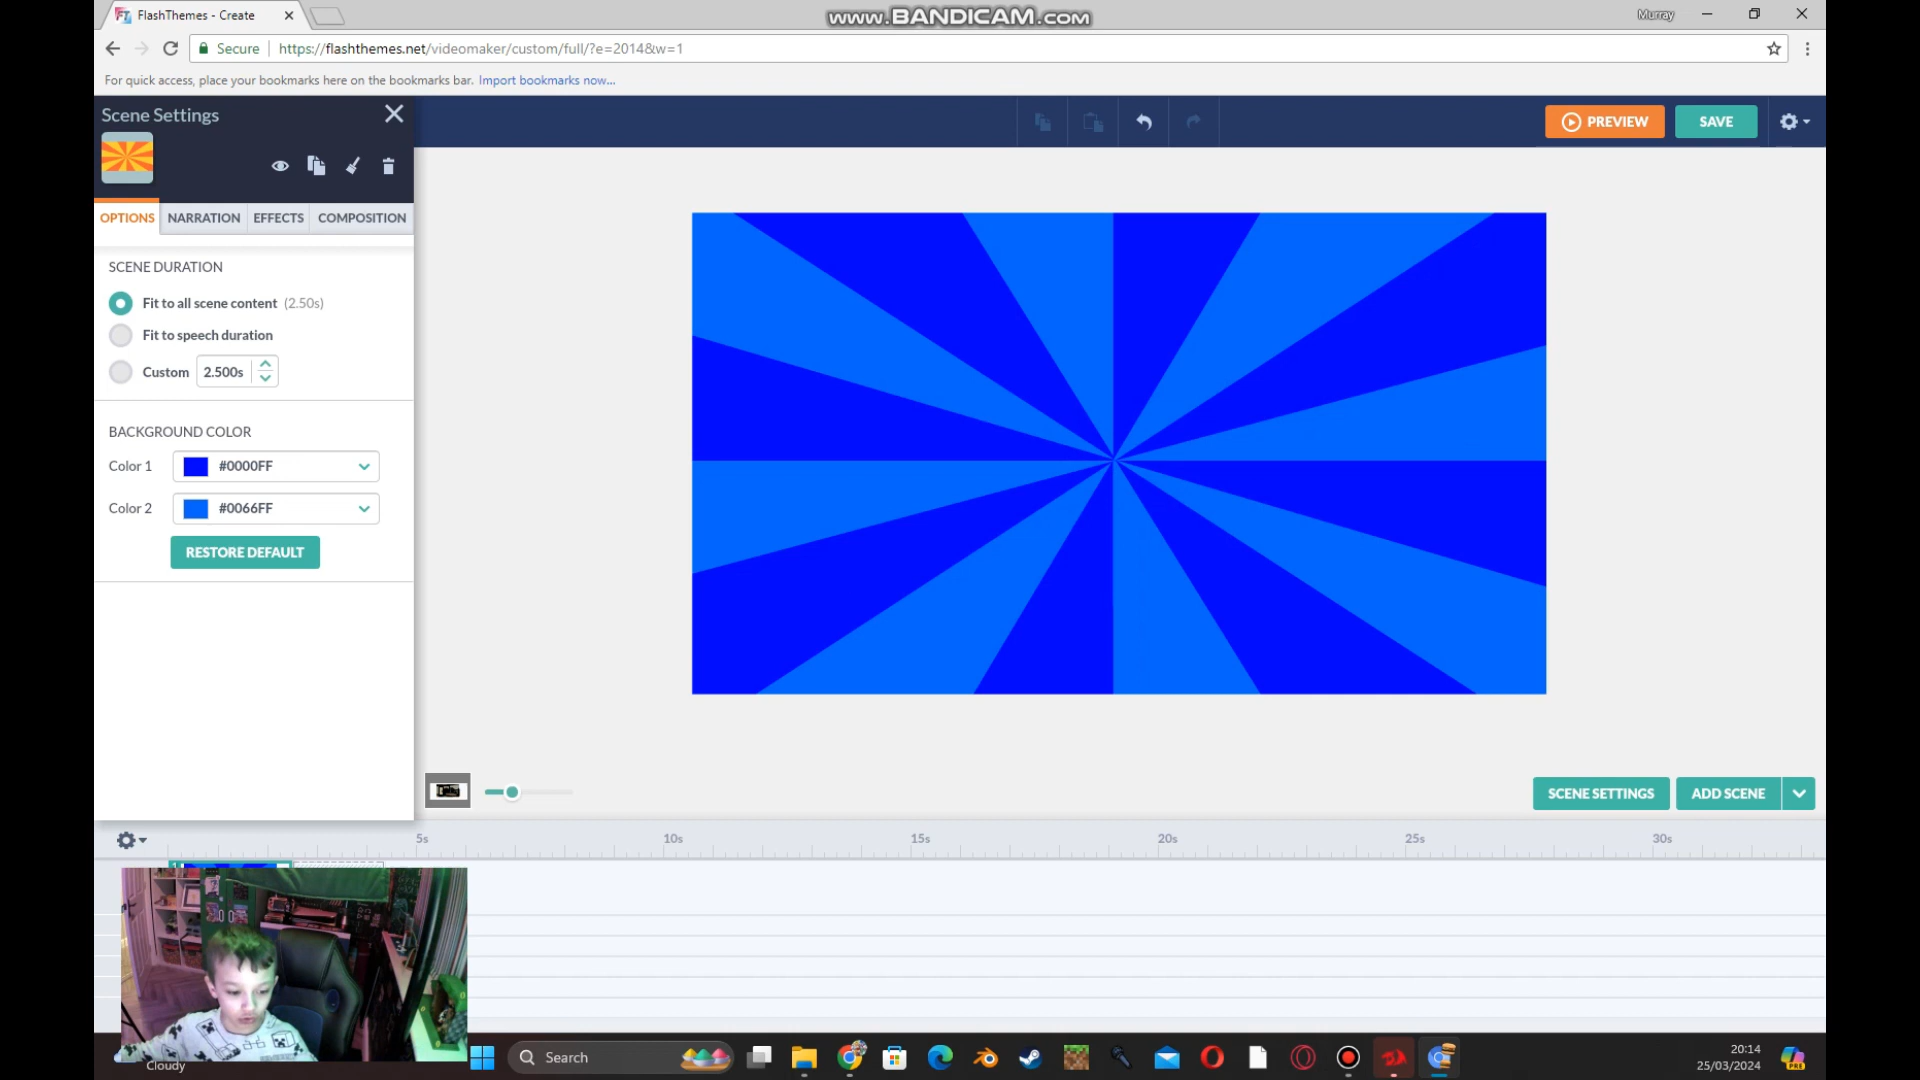 FlashThemes - Create
www.BANDICAM.com
Murray
Secure
https://flashthemes.net/videomaker/custom/full/?e=2014&w=1
For quick access, place your bookmarks here on the bookmarks bar. Import bookmarks now...
Scene Settings
PREVIEW
SAVE
OPTIONS
NARRATION
EFFECTS
COMPOSITION
SCENE DURATION
Fit to all scene content (2.50s)
Fit to speech duration
Custom 2.500s
BACKGROUND COLOR
Color 1 #0000FF
Color 2 #0066FF
RESTORE DEFAULT
SCENE SETTINGS
ADD SCENE
5s
10s
15s
20s
25s
30s
Cloudy
Search
20:14
25/03/2024
PRE